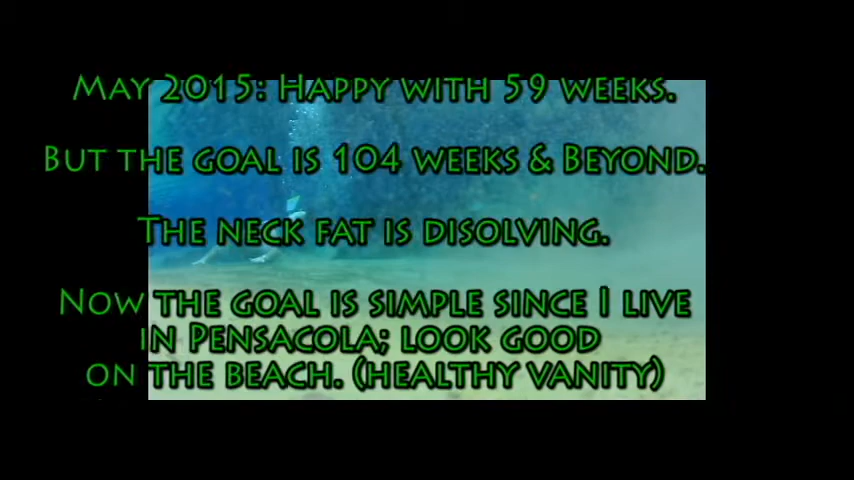 May 2015: Happy with 59 weeks.
But the goal is 104 weeks & Beyond.
The neck fat is disolving.
Now the goal is simple since I live
in Pensacola; look good
on the beach. (healthy vanity)